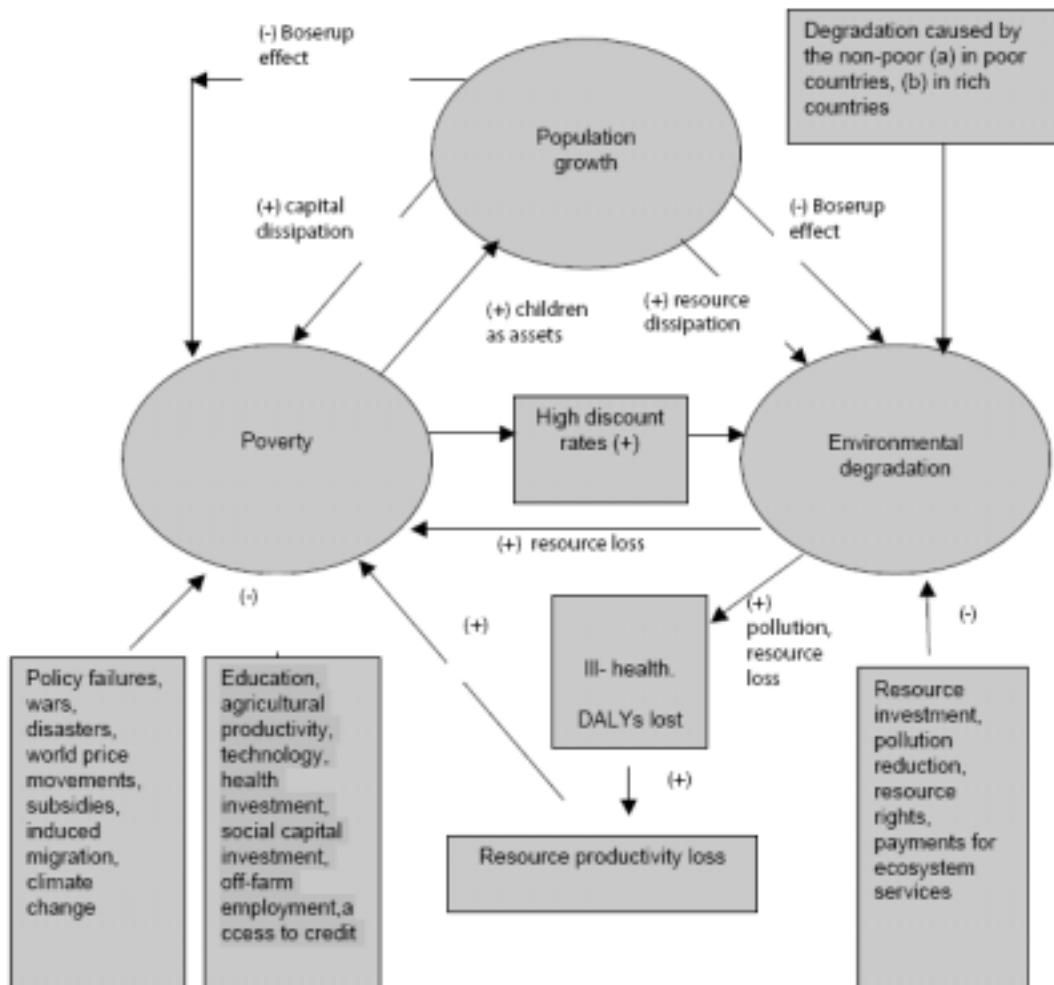 (-) Boserup
effect
Degradation caused by
the non-poor (a) in poor
countries, (b) in rich
countries
Population
growth
(+) capital
dissipation
(-) Boserup
effect
(+) children
as assets
(+) resource
dissipation
Poverty
High discount
rates (+)
Environmental
degradation
(+) resource loss
(-)
(+)
(+)
pollution,
resource
loss
(-)
Ill- health.
DALYs lost
(+)
Resource productivity loss
Policy failures,
wars,
disasters,
world price
movements,
subsidies,
induced
migration,
climate
change
Education,
agricultural
productivity,
technology,
health
investment,
social capital
investment,
off-farm
employment,a
ccess to credit
Resource
investment,
pollution
reduction,
resource
rights,
payments for
ecosystem
services